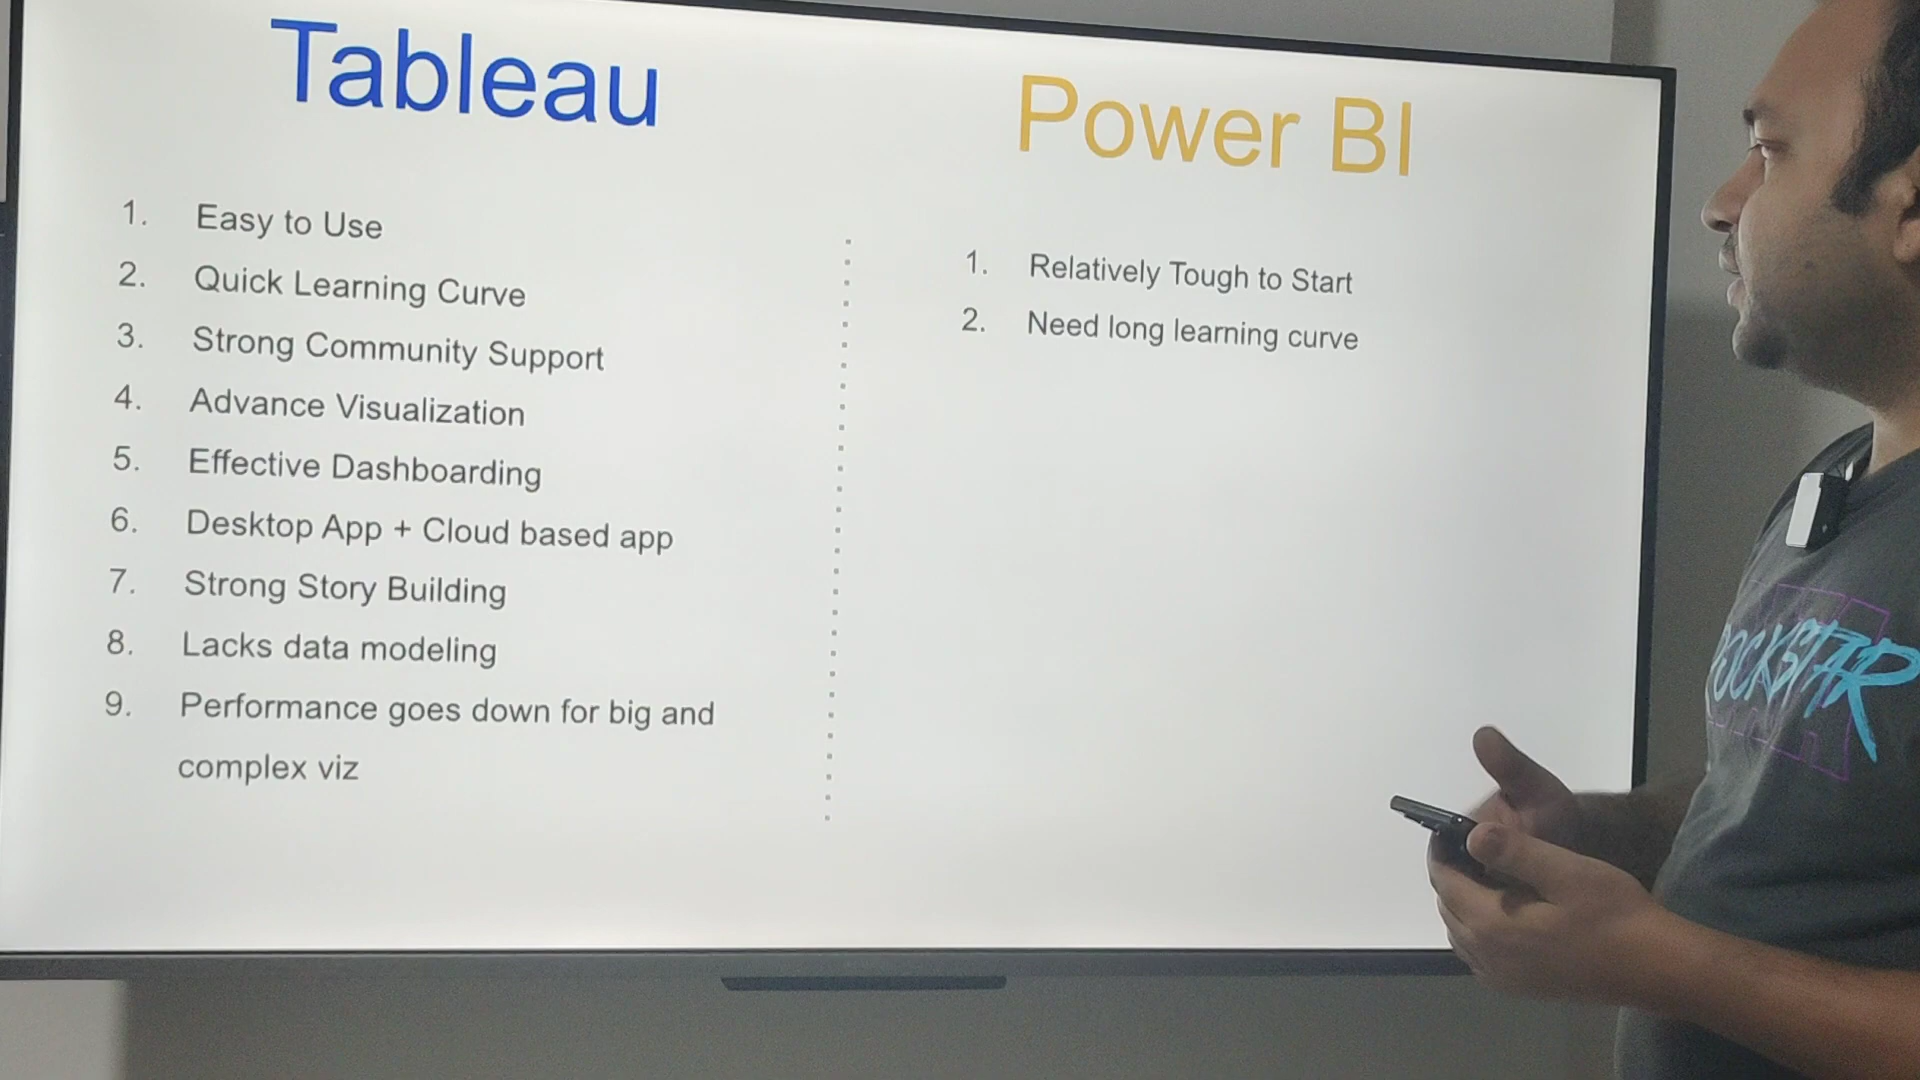 Tableau
1. Easy to Use
2. Quick Learning Curve
3. Strong Community Support
4. Advance Visualization
5. Effective Dashboarding
6. Desktop App + Cloud based app
7. Strong Story Building
8. Lacks data modeling
9. Performance goes down for big and
complex viz
Power BI
1. Relatively Tough to Start
2. Need long learning curve
ROCKSTAR